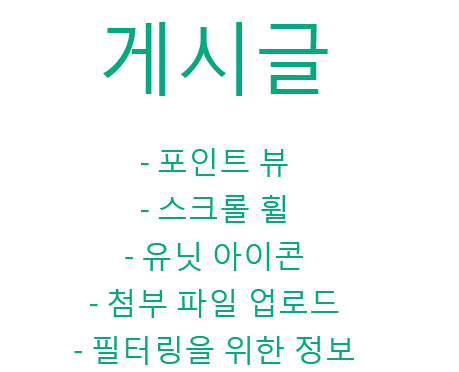 게시글
- 포인트 뷰
- 스크롤 휠
- 유닛 아이콘
- 첨부 파일 업로드
- 필터링을 위한 정보